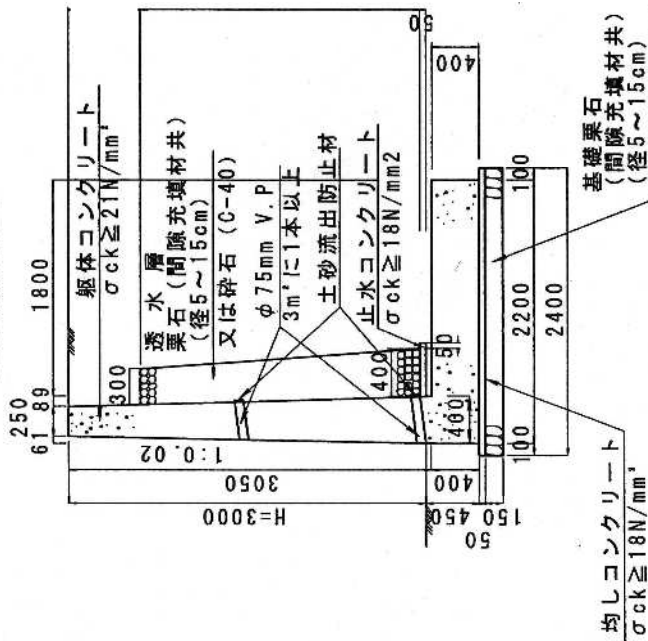 躯体コンクリート
σck≧21N/mm²
透水層
栗石(間隙充填材共)
(径5~15cm)
又は砕石(C-40)
φ75mm V.P
3m²に1本以上
土砂流出防止材
止水コンクリート
σck≧18N/mm2
基礎栗石
(間隙充填材共)
(径5~15cm)
均しコンクリート
σck≧18N/mm²
250
1800
61
89
300
1:0.02
3050
H=3000
400
400
400
50
50
400
450
150
50
100
2200
100
2400